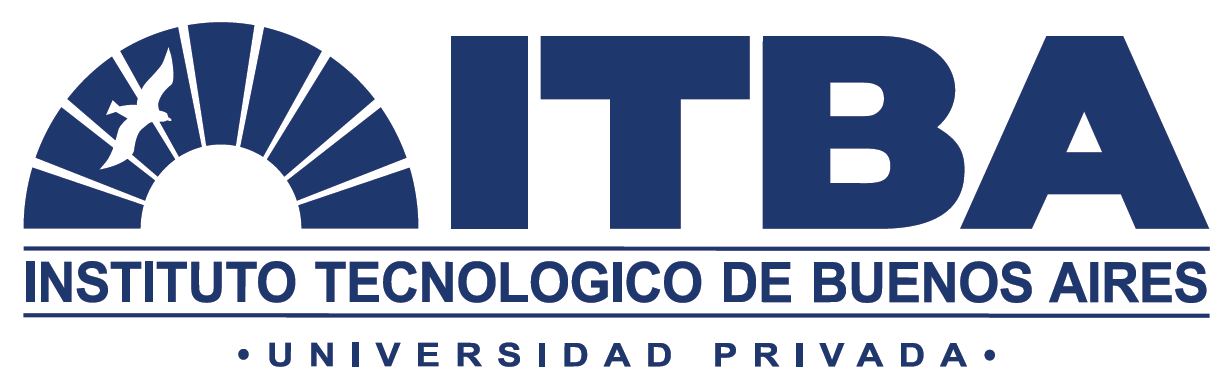 ITBA
INSTITUTO TECNOLOGICO DE BUENOS AIRES
•UNIVERSIDAD PRIVADA•